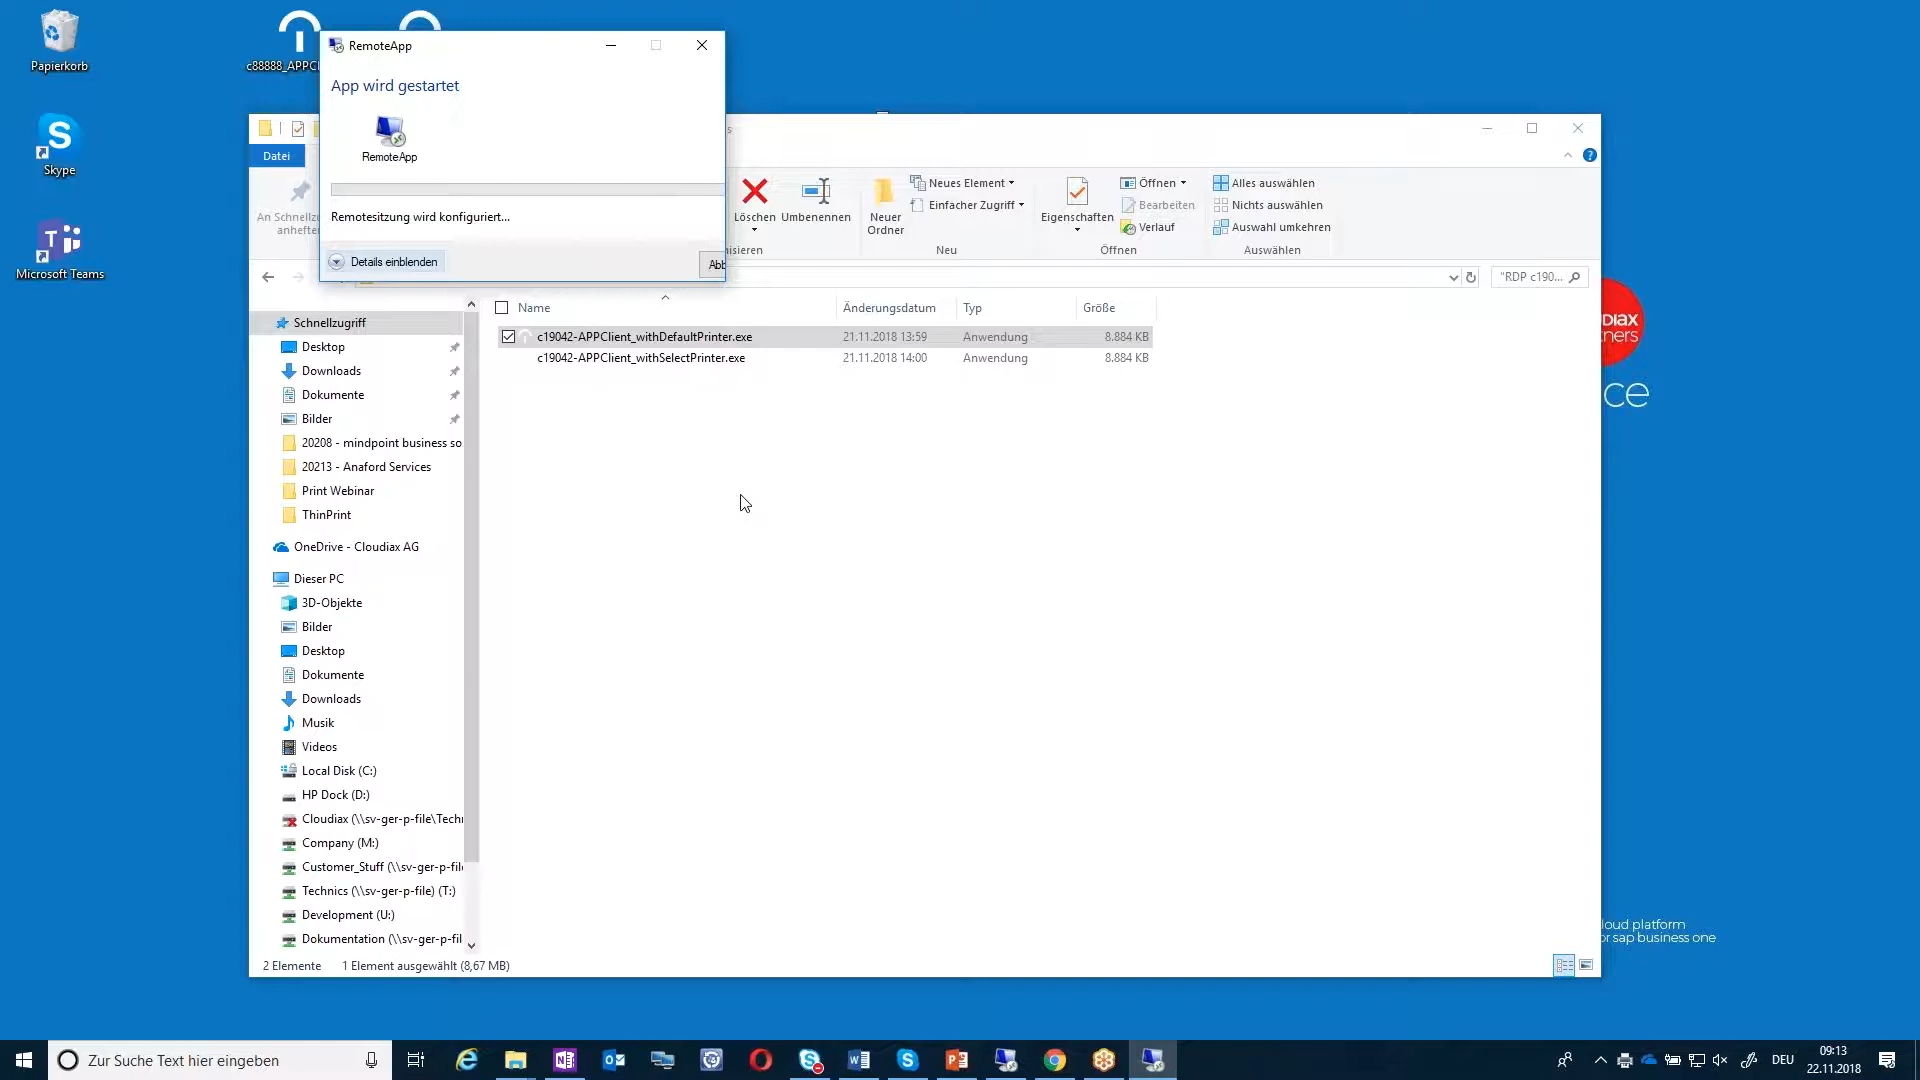 Papierkorb
c88888_APPCl
Skype
Microsoft Teams
RemoteApp
App wird gestartet
RemoteApp
Remotesitzung wird konfiguriert...
Details einblenden
Abb
s
Datei
An Schnellz
anhefte
Löschen
Umbenennen
isieren
Neuer
Ordner
Neues Element
Einfacher Zugriff
Neu
Eigenschaften
Öffnen
Bearbeiten
Verlauf
Öffnen
Alles auswählen
Nichts auswählen
Auswahl umkehren
Auswählen
"RDP c190...
Name
Änderungsdatum
Typ
Größe
c19042-APPClient_withDefaultPrinter.exe
21.11.2018 13:59
Anwendung
8.884 KB
c19042-APPClient_withSelectPrinter.exe
21.11.2018 14:00
Anwendung
8.884 KB
Schnellzugriff
Desktop
Downloads
Dokumente
Bilder
20208 - mindpoint business so
20213 - Anaford Services
Print Webinar
ThinPrint
OneDrive - Cloudiax AG
Dieser PC
3D-Objekte
Bilder
Desktop
Dokumente
Downloads
Musik
Videos
Local Disk (C:)
HP Dock (D:)
Cloudiax (\\sv-ger-p-file\Techr
Company (M:)
Customer_Stuff (\\sv-ger-p-file
Technics (\\sv-ger-p-file) (T:)
Development (U:)
Dokumentation (\\sv-ger-p-fil
2 Elemente
1 Element ausgewählt (8,67 MB)
diax
ners
ce
loud platform
or sap business one
Zur Suche Text hier eingeben
DEU
09:13
22.11.2018